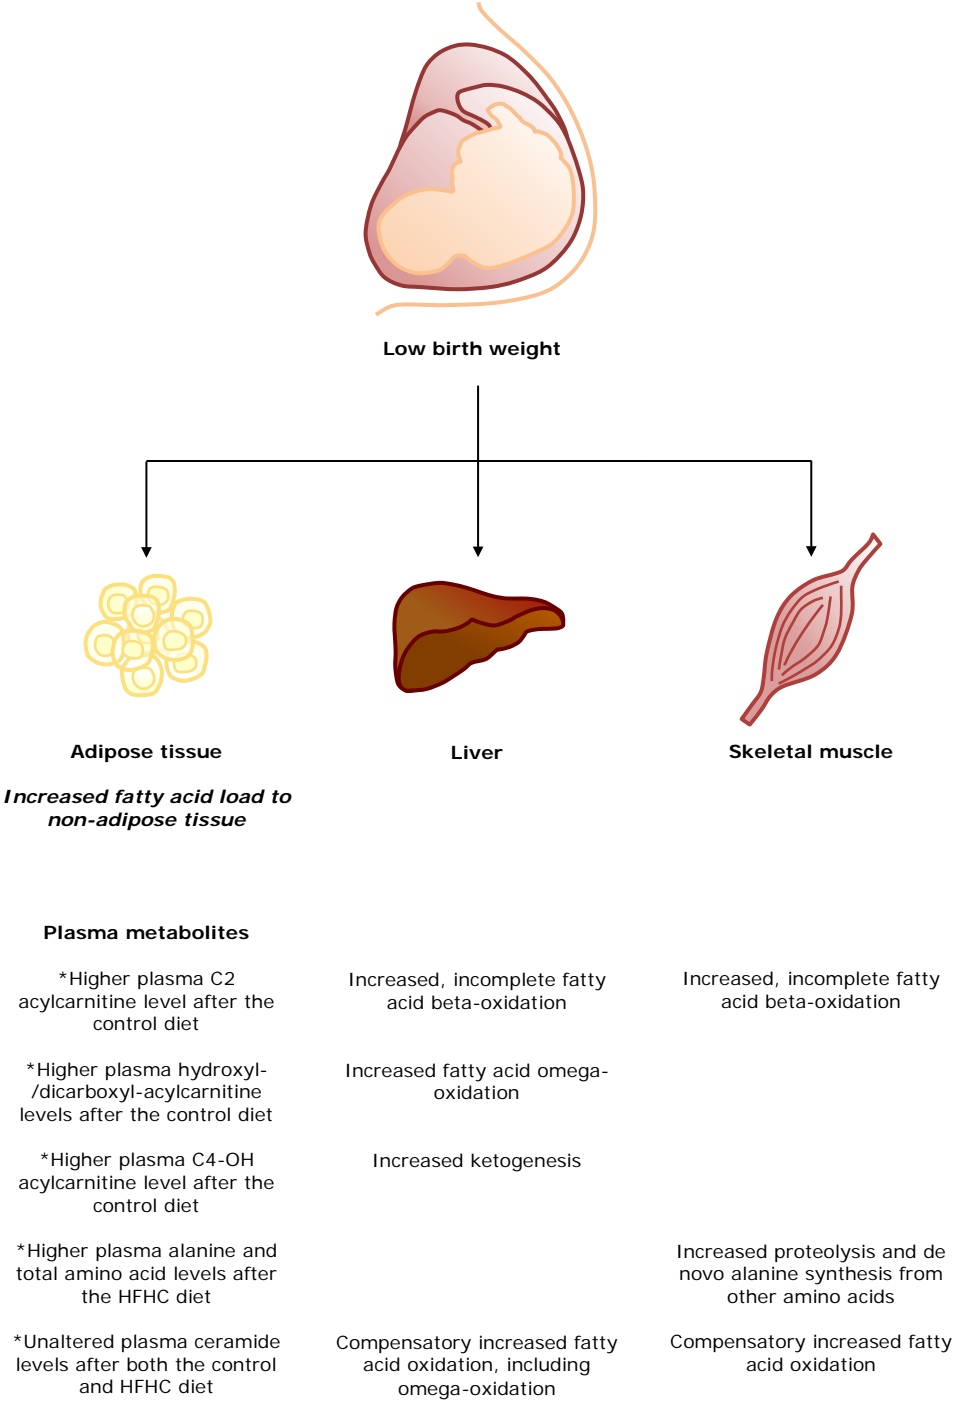 Low birth weight
Adipose tissue
Liver
Skeletal muscle
Increased fatty acid load to
non-adipose tissue
Plasma metabolites
*Higher plasma C2
acylcarnitine level after the
control diet
Increased, incomplete fatty
acid beta-oxidation
Increased, incomplete fatty
acid beta-oxidation
*Higher plasma hydroxyl-
/dicarboxyl-acylcarnitine
levels after the control diet
Increased fatty acid omega-
oxidation
*Higher plasma C4-OH
acylcarnitine level after the
control diet
Increased ketogenesis
*Higher plasma alanine and
total amino acid levels after
the HFHC diet
Increased proteolysis and de
novo alanine synthesis from
other amino acids
*Unaltered plasma ceramide
levels after both the control
and HFHC diet
Compensatory increased fatty
acid oxidation, including
omega-oxidation
Compensatory increased fatty
acid oxidation